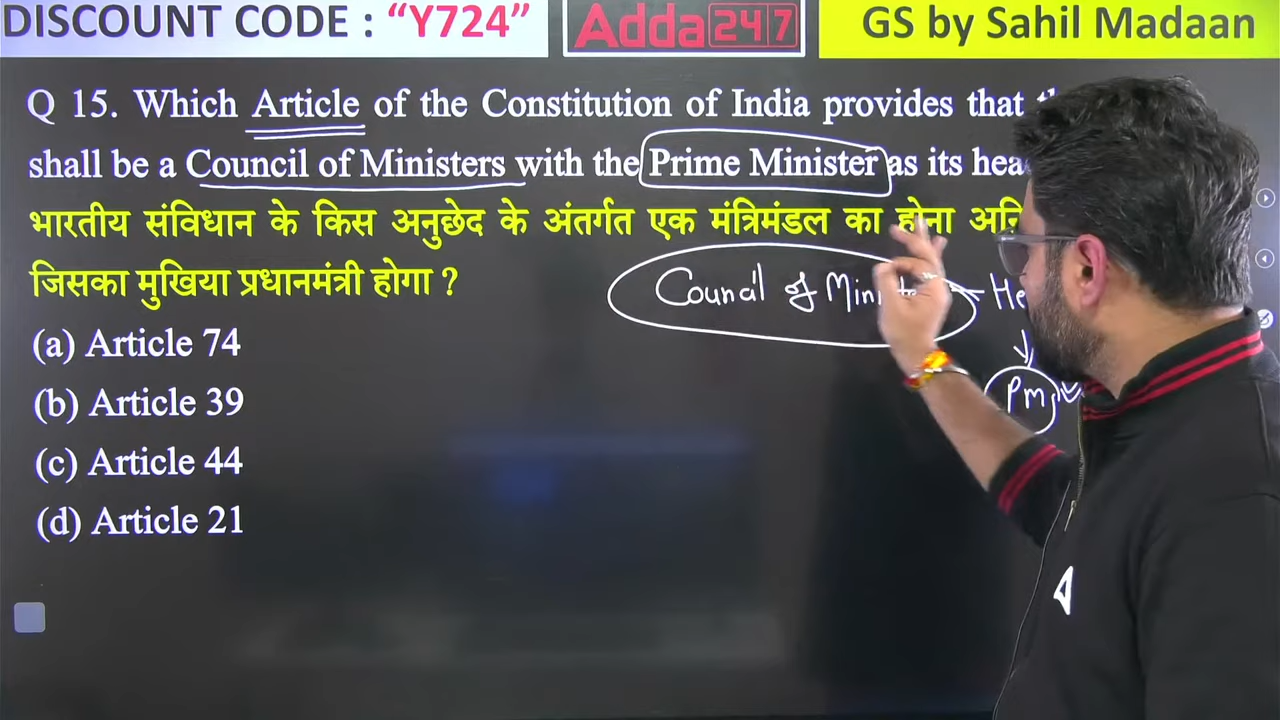 DISCOUNT CODE : “Y724”
Adda247
GS by Sahil Madaan
Q 15. Which Article of the Constitution of India provides that
shall be a Council of Ministers with the Prime Minister as its
भारतीय संविधान के किस अनुछेद के अंतर्गत एक मंत्रिमंडल का होना
जिसका मुखिया प्रधानमंत्री होगा ?
Council of
Pm
(a) Article 74
(b) Article 39
(c) Article 44
(d) Article 21